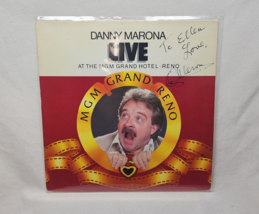 DANNY MARONA
LIVE
AT THE MGM GRAND HOTEL - RENO
To Ellen
Love,
MGM GRAND RENO